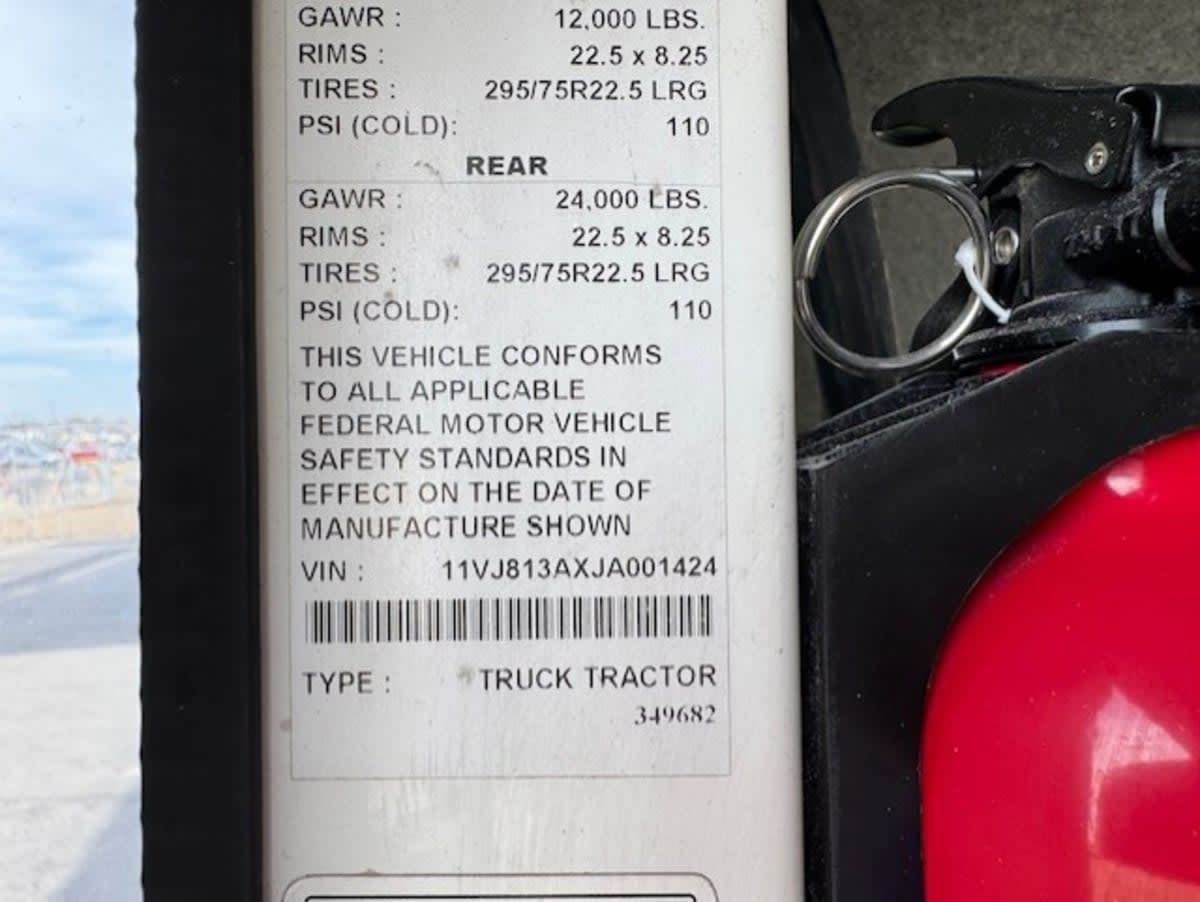 GAWR : 12,000 LBS.
RIMS : 22.5 x 8.25
TIRES : 295/75R22.5 LRG
PSI (COLD): 110
REAR
GAWR : 24,000 LBS.
RIMS : 22.5 x 8.25
TIRES : 295/75R22.5 LRG
PSI (COLD): 110
THIS VEHICLE CONFORMS
TO ALL APPLICABLE
FEDERAL MOTOR VEHICLE
SAFETY STANDARDS IN
EFFECT ON THE DATE OF
MANUFACTURE SHOWN
VIN : 11VJ813AXJA001424
TYPE : TRUCK TRACTOR
349682